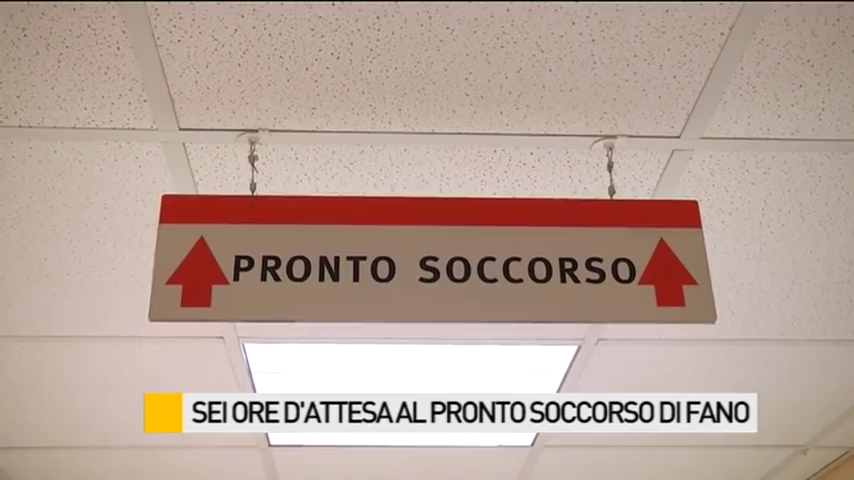 PRONTO SOCCORSO
SEI ORE D'ATTESA AL PRONTO SOCCORSO DI FANO